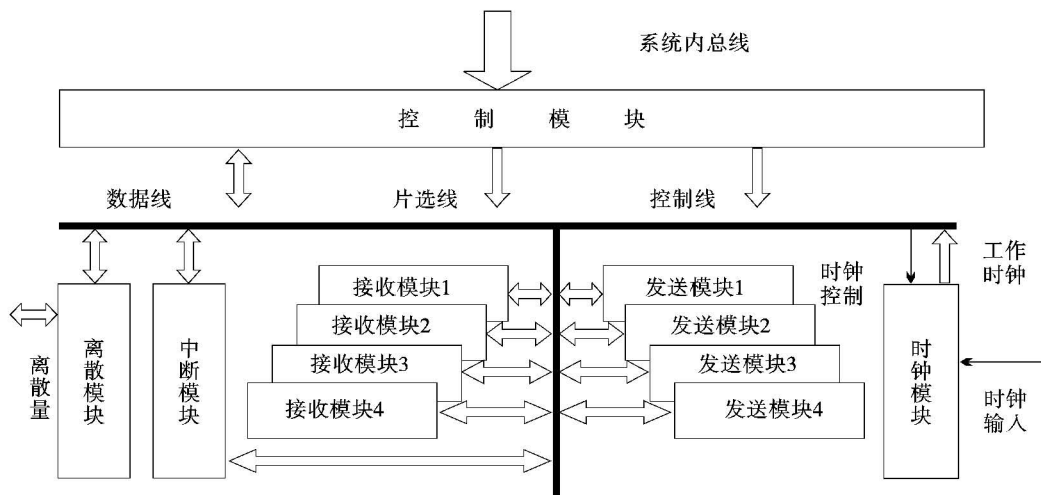 系统内总线
控制模块
数据线
片选线
控制线
工作
时钟
时钟
控制
接收模块1
接收模块2
接收模块3
接收模块4
发送模块1
发送模块2
发送模块3
发送模块4
离散量
离散模块
中断模块
时钟模块
时钟
输入